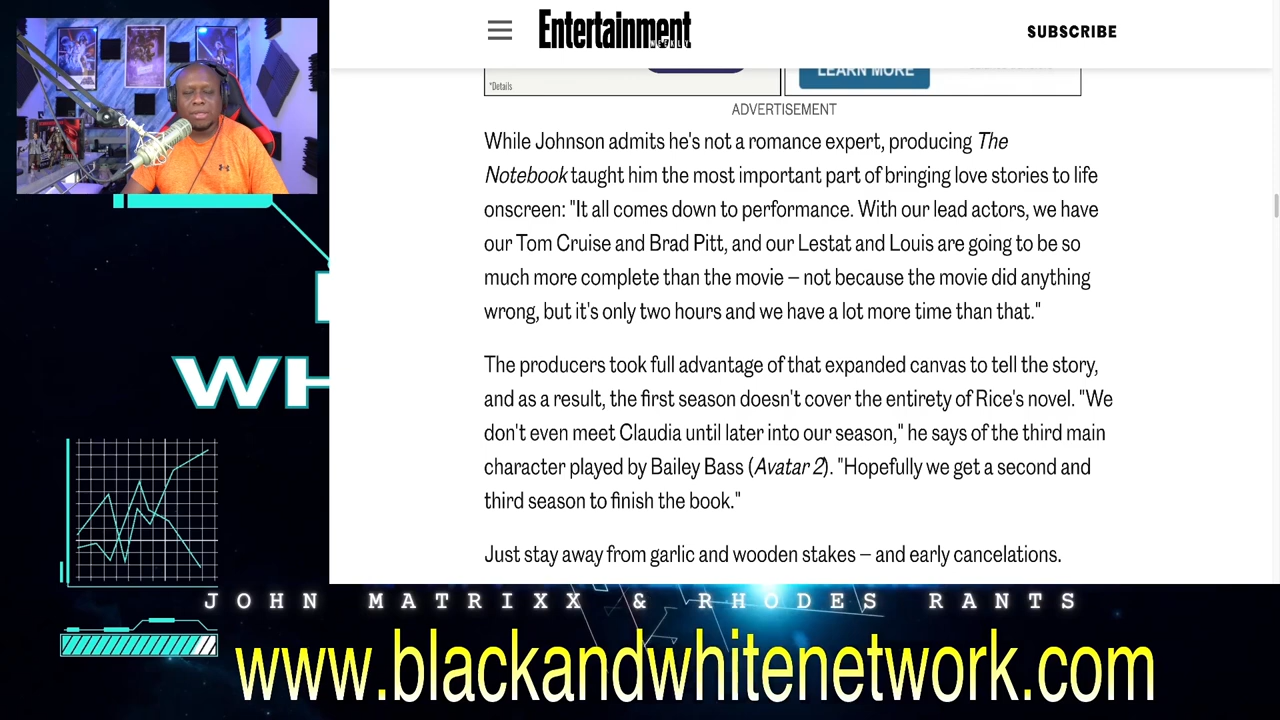 Entertainment
WEEKLY
SUBSCRIBE
*Details
LEARN MORE
ADVERTISEMENT
While Johnson admits he's not a romance expert, producing The
Notebook taught him the most important part of bringing love stories to life
onscreen: "It all comes down to performance. With our lead actors, we have
our Tom Cruise and Brad Pitt, and our Lestat and Louis are going to be so
much more complete than the movie — not because the movie did anything
wrong, but it's only two hours and we have a lot more time than that."
The producers took full advantage of that expanded canvas to tell the story,
and as a result, the first season doesn't cover the entirety of Rice's novel. "We
don't even meet Claudia until later into our season," he says of the third main
character played by Bailey Bass (Avatar 2). "Hopefully we get a second and
third season to finish the book."
Just stay away from garlic and wooden stakes — and early cancelations.
WH
JOHN MATRIXX & RHODES RANTS
www.blackandwhitenetwork.com